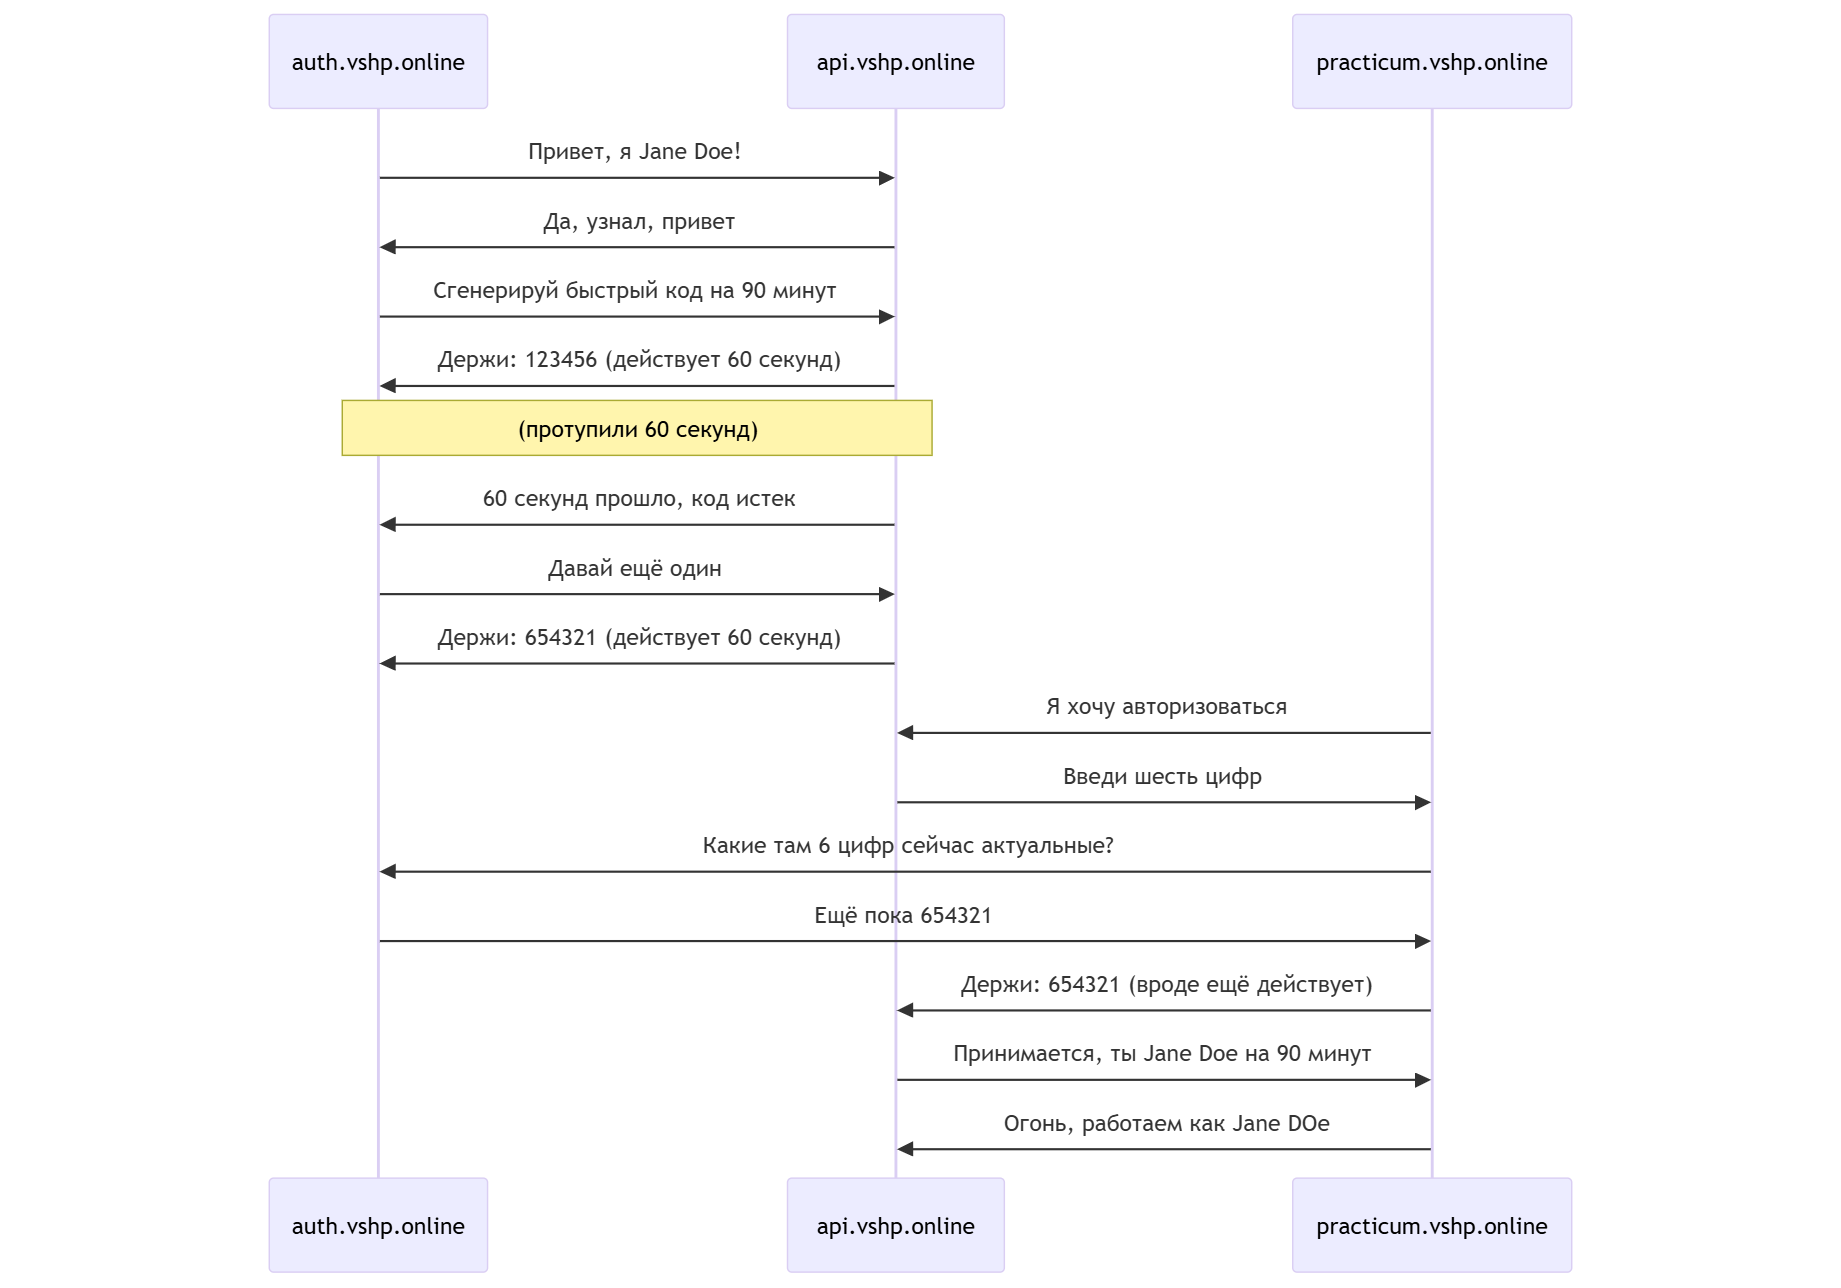 auth.vshp.online
api.vshp.online
practicum.vshp.online
Привет, я Jane Doe!
Да, узнал, привет
Сгенерируй быстрый код на 90 минут
Держи: 123456 (действует 60 секунд)
(протупили 60 секунд)
60 секунд прошло, код истек
Давай ещё один
Держи: 654321 (действует 60 секунд)
Я хочу авторизоваться
Введи шесть цифр
Какие там 6 цифр сейчас актуальные?
Ещё пока 654321
Держи: 654321 (вроде ещё действует)
Принимается, ты Jane Doe на 90 минут
Огонь, работаем как Jane DOe
auth.vshp.online
api.vshp.online
practicum.vshp.online